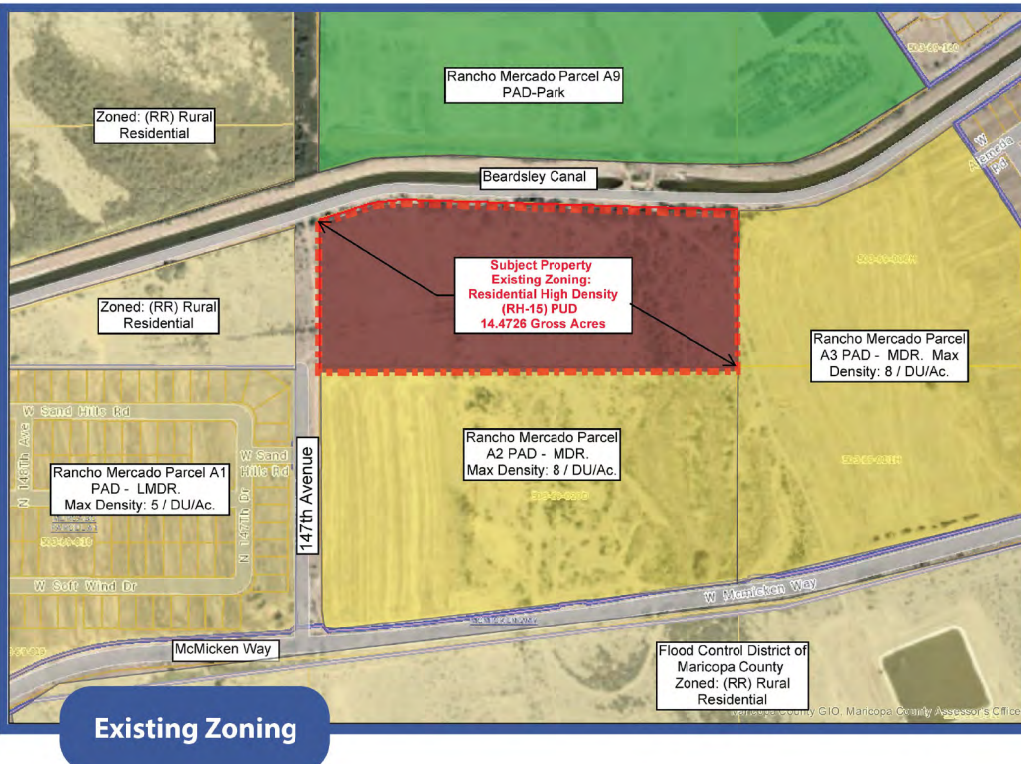 Rancho Mercado Parcel A9
PAD-Park
Zoned: (RR) Rural
Residential
Beardsley Canal
Subject Property
Existing Zoning:
Residential High Density
(RH-15) PUD
14.4726 Gross Acres
Zoned: (RR) Rural
Residential
Rancho Mercado Parcel
A3 PAD - MDR. Max
Density: 8 / DU/Ac.
W Sand Hills Rd
N 148Th Ave
W Sand
Hills Rd
Rancho Mercado Parcel A1
PAD - LMDR.
Max Density: 5 / DU/Ac.
N 147Th Dr
147th Avenue
Rancho Mercado Parcel
A2 PAD - MDR.
Max Density: 8 / DU/Ac.
W Soft Wind Dr
W Mcmicken Way
McMicken Way
Flood Control District of
Maricopa County
Zoned: (RR) Rural
Residential
Maricopa County GIO, Maricopa County Assessor's Office
Existing Zoning